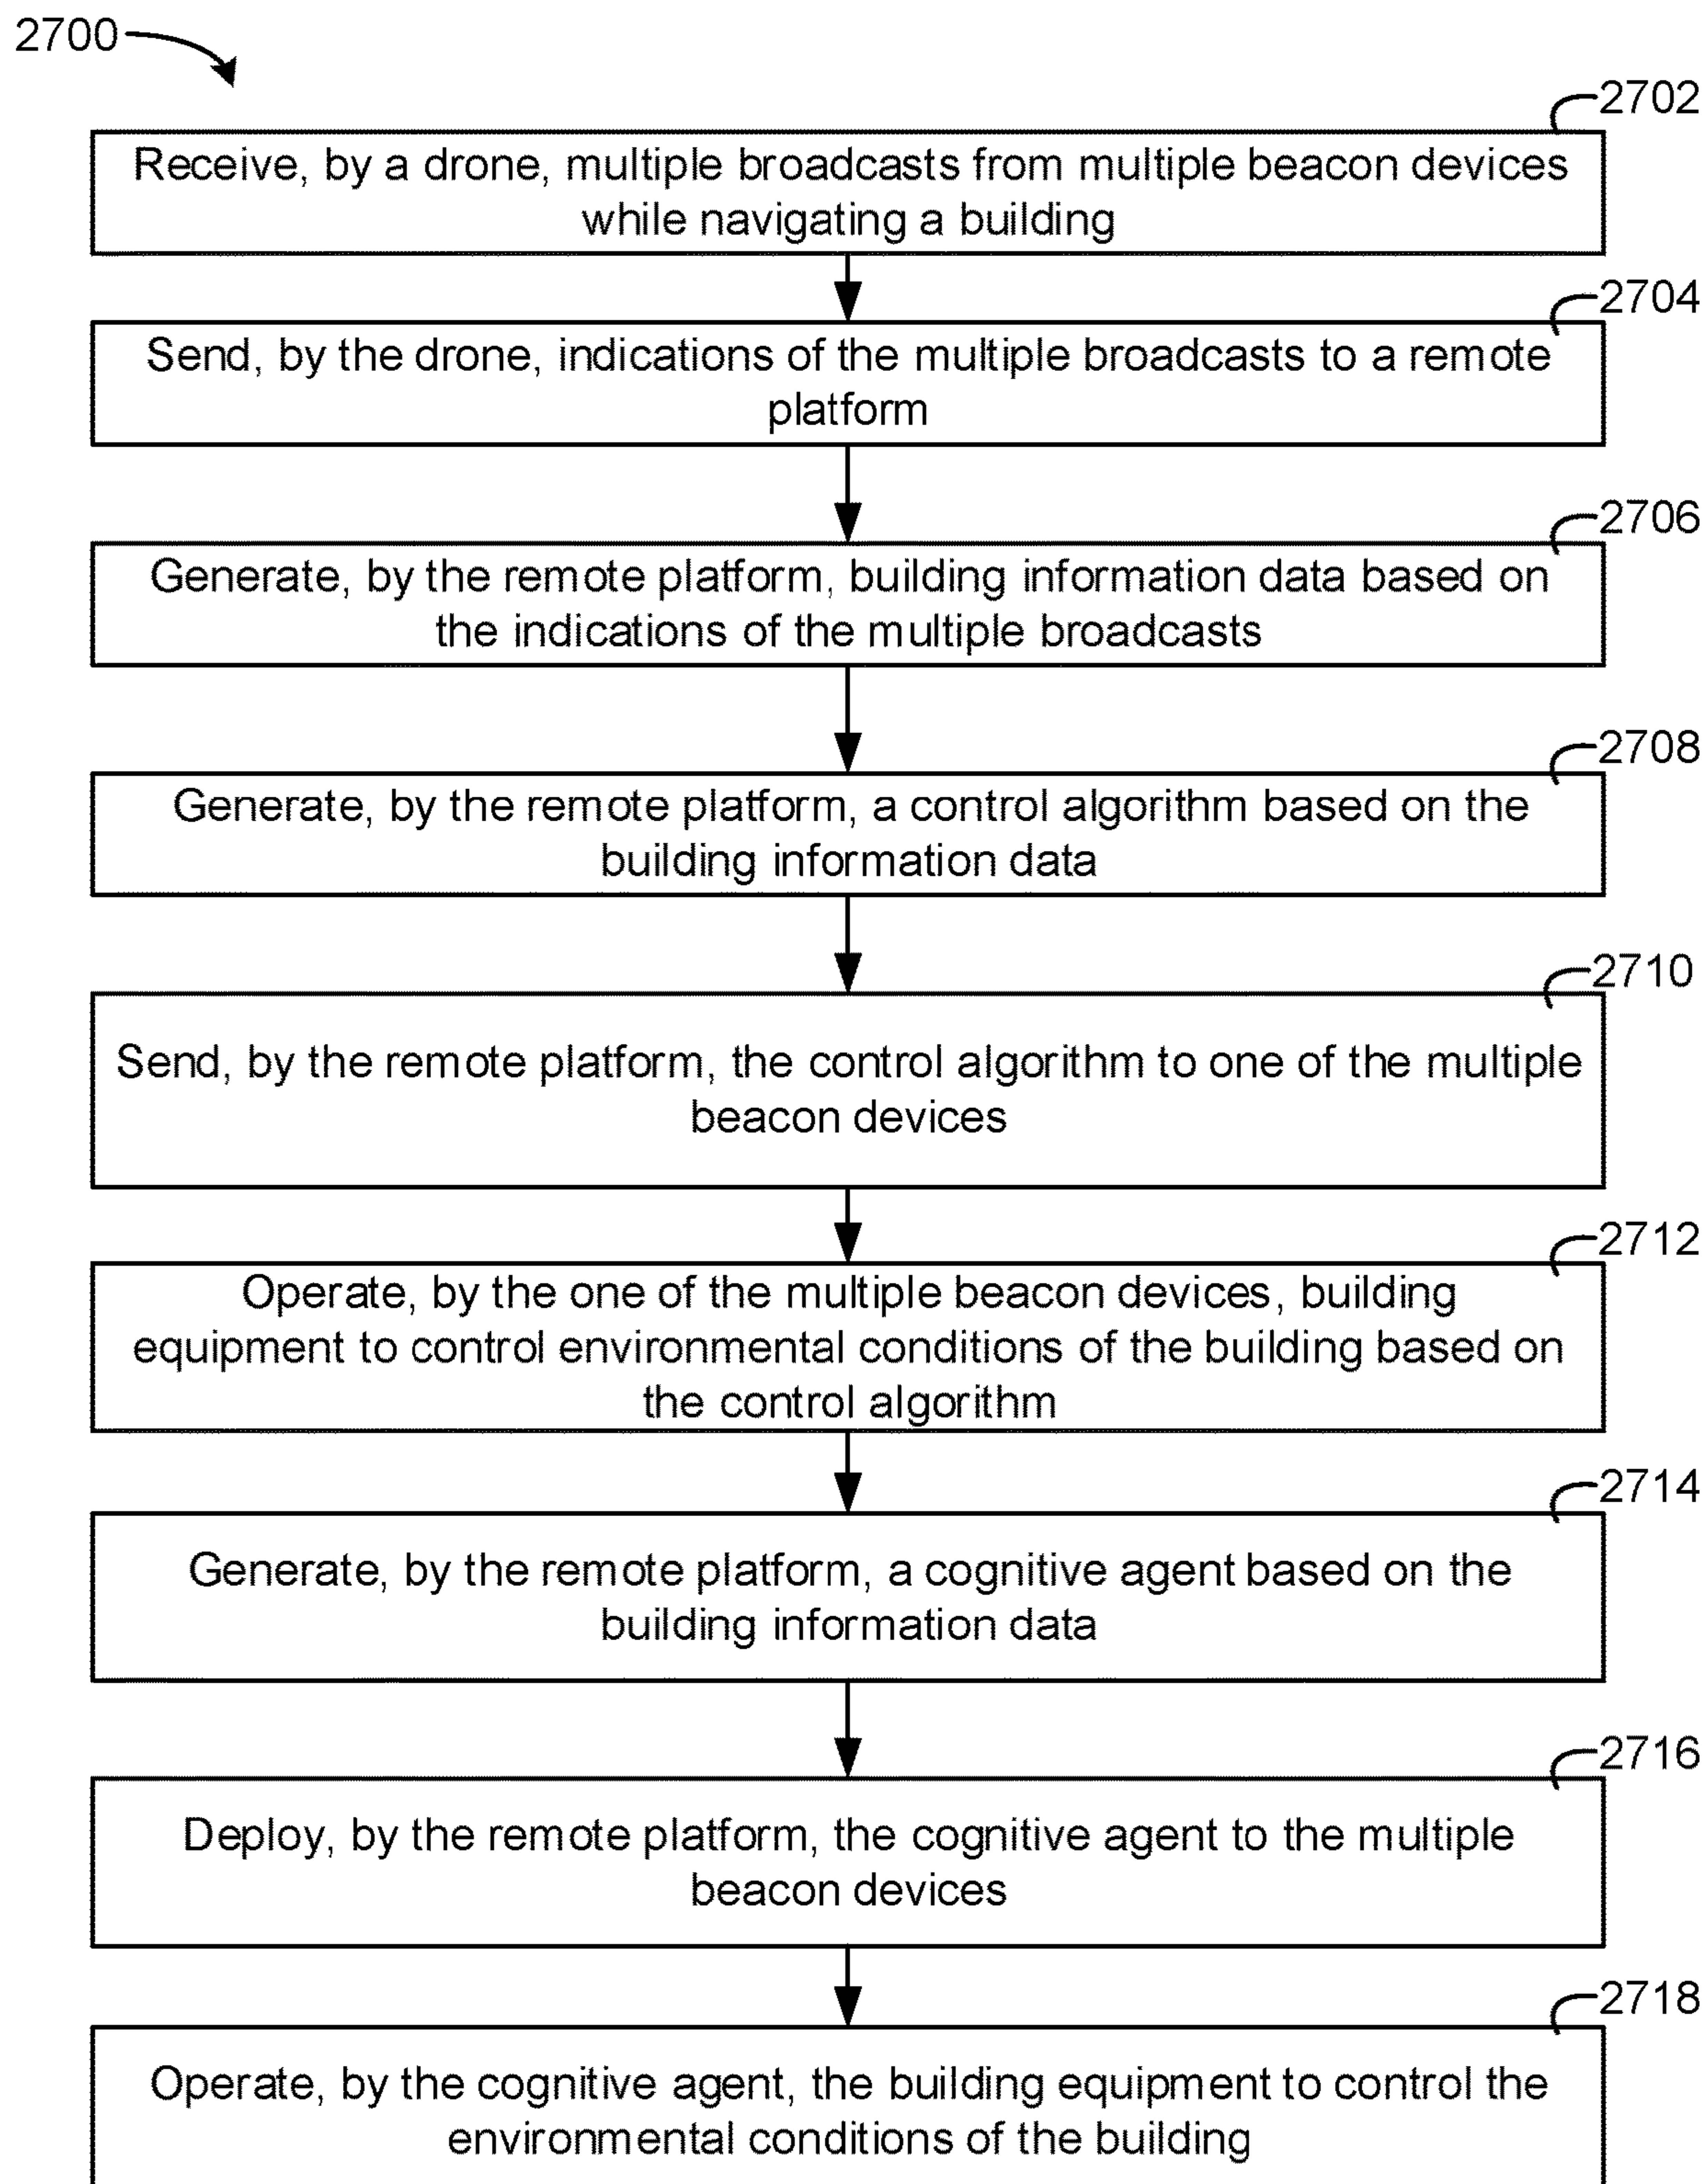 2700
2702
Receive, by a drone, multiple broadcasts from multiple beacon devices
while navigating a building
2704
Send, by the drone, indications of the multiple broadcasts to a remote
platform
2706
Generate, by the remote platform, building information data based on
the indications of the multiple broadcasts
2708
Generate, by the remote platform, a control algorithm based on the
building information data
2710
Send, by the remote platform, the control algorithm to one of the multiple
beacon devices
2712
Operate, by the one of the multiple beacon devices, building
equipment to control environmental conditions of the building based on
the control algorithm
2714
Generate, by the remote platform, a cognitive agent based on the
building information data
2716
Deploy, by the remote platform, the cognitive agent to the multiple
beacon devices
2718
Operate, by the cognitive agent, the building equipment to control the
environmental conditions of the building